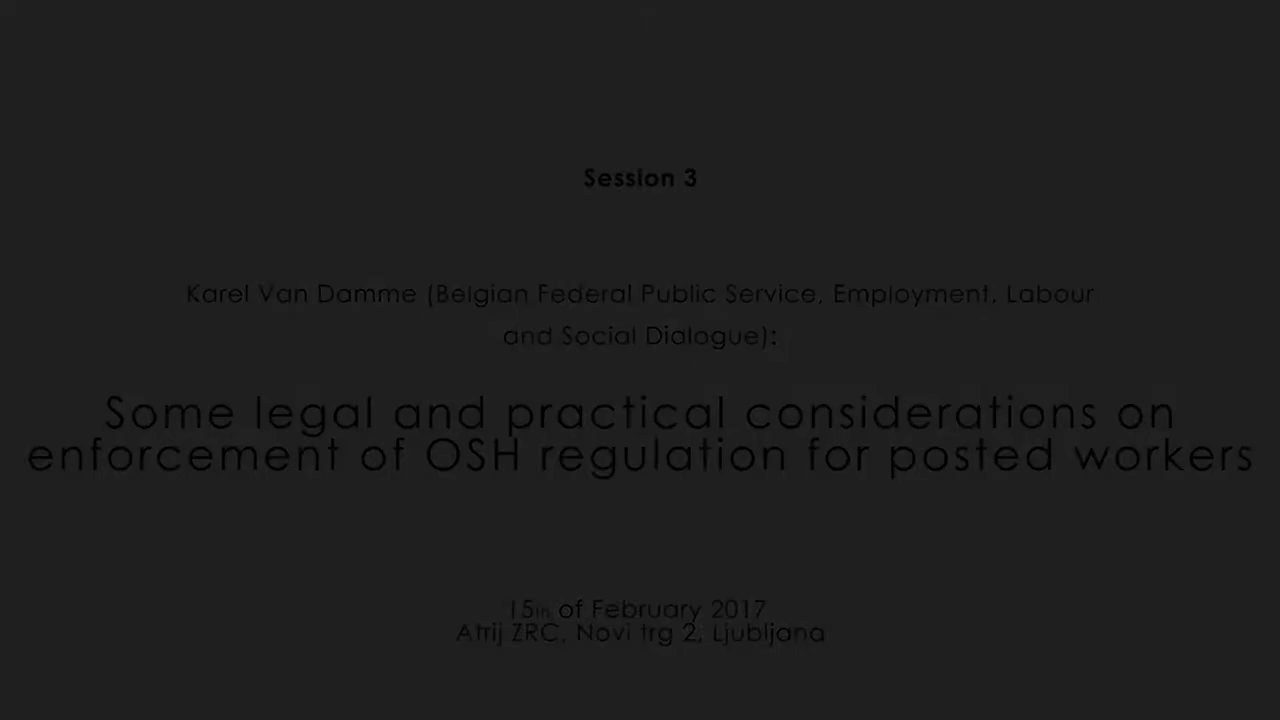 Session 3
Karel Van Damme (Belgian Federal Public Service, Employment, Labour
and Social Dialogue):
Some legal and practical considerations on
enforcement of OSH regulation for posted workers
15th of February 2017
Atrij ZRC, Novi trg 2, Ljubljana